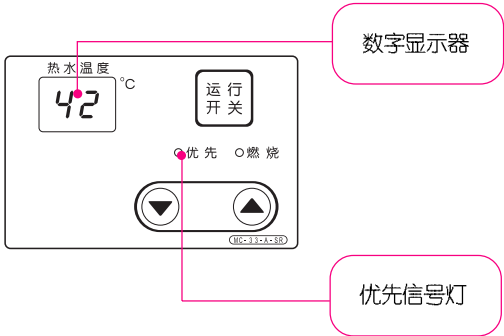 数字显示器
热水温度
42
°C
运行
开关
优先
燃烧
MC-33-A-SR
优先信号灯